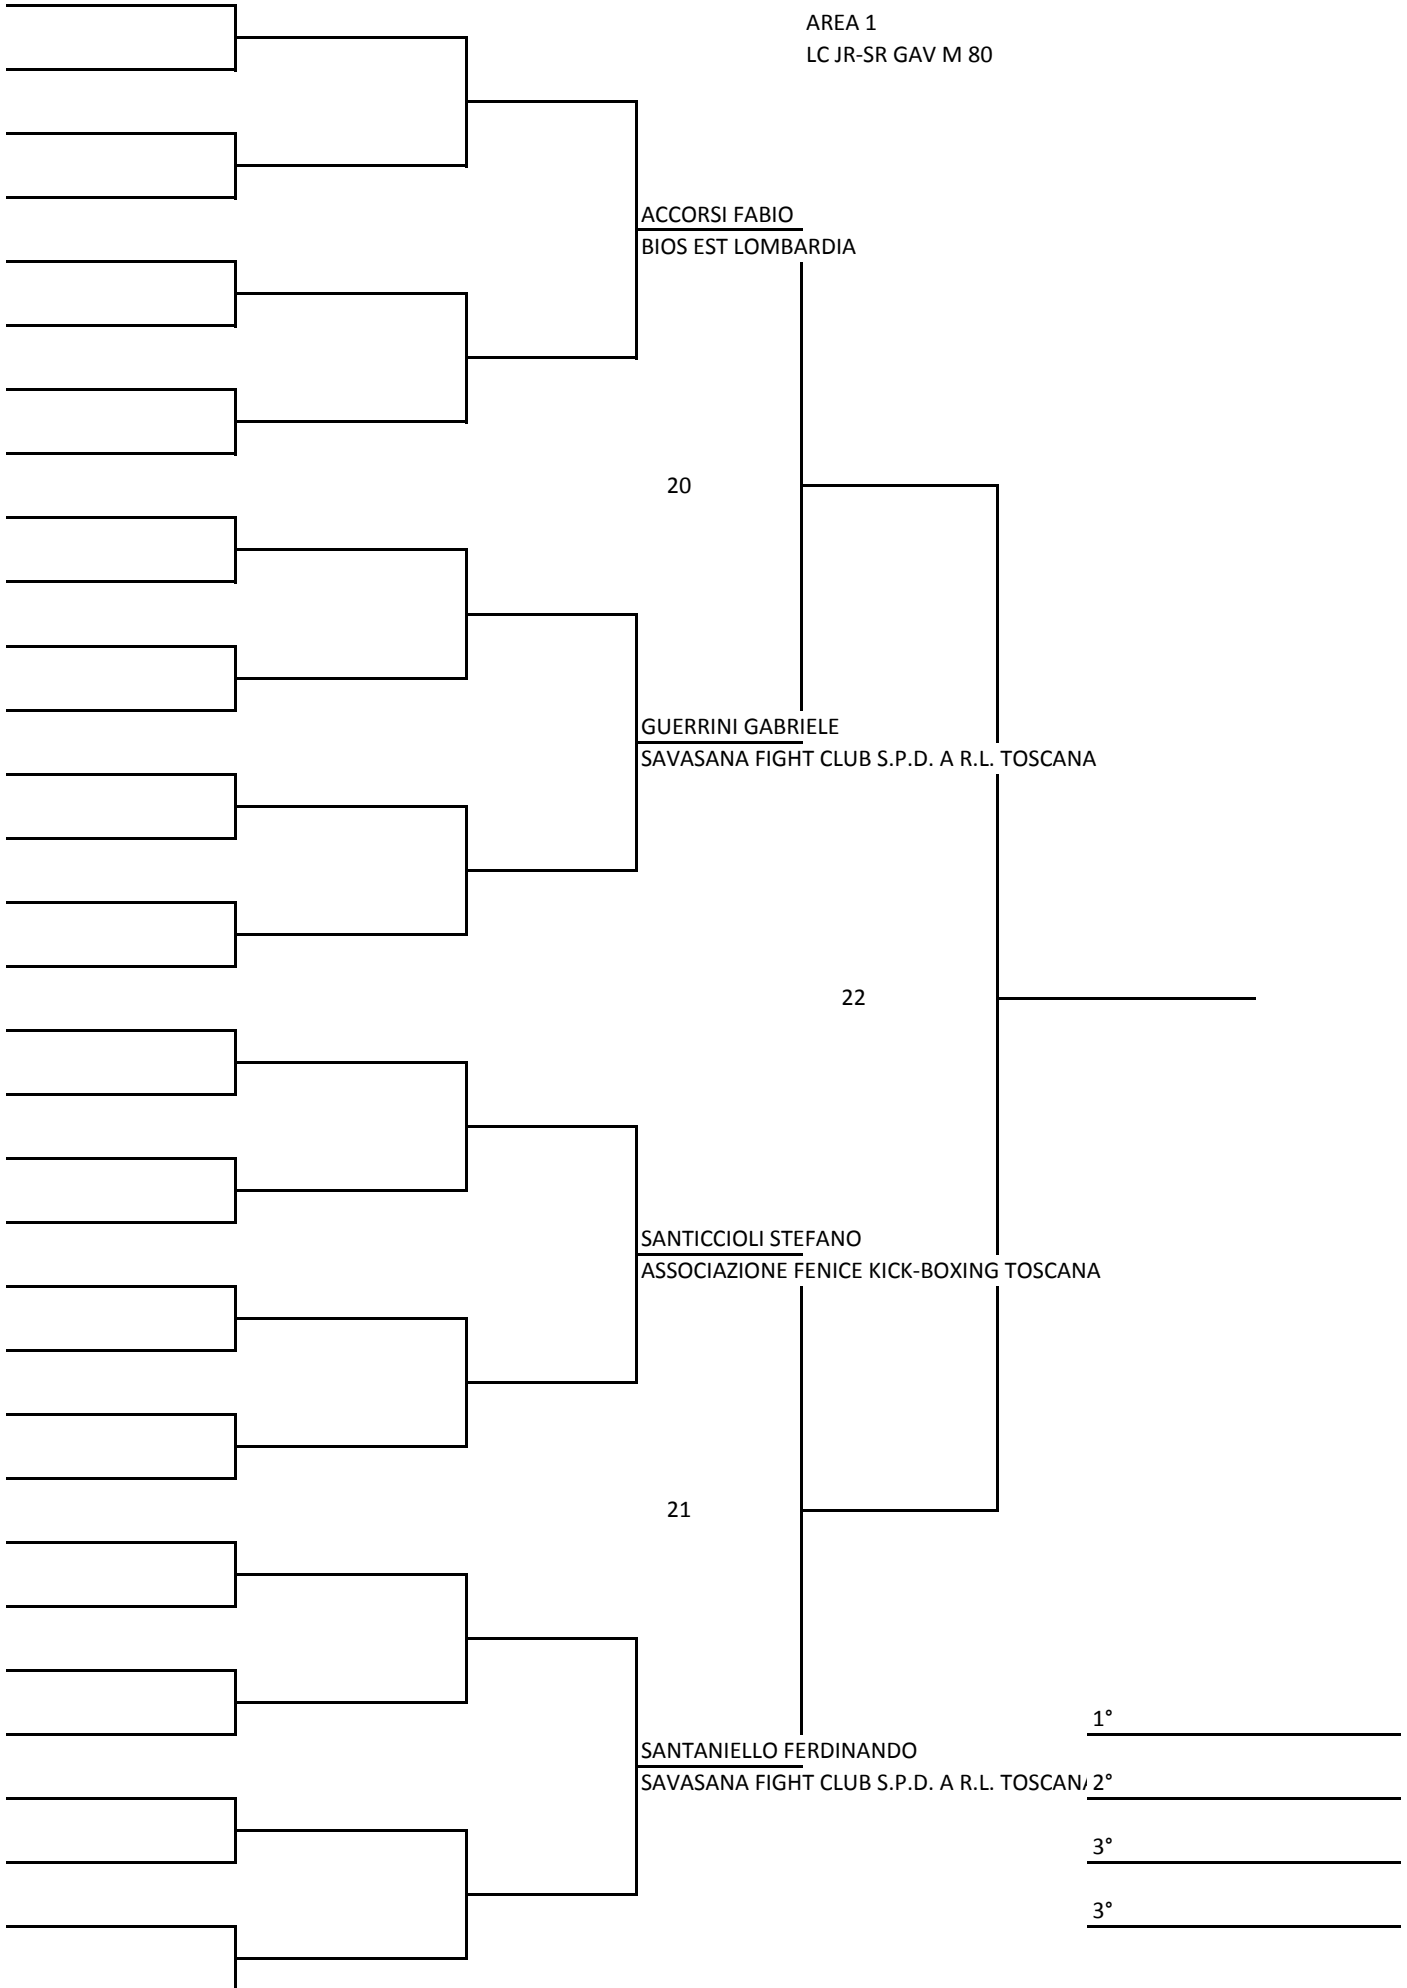 AREA 1
LC JR-SR GAV M 80
ACCORSI FABIO
BIOS EST LOMBARDIA
20
GUERRINI GABRIELE
SAVASANA FIGHT CLUB S.P.D. A R.L. TOSCANA
22
SANTICCIOLI STEFANO
ASSOCIAZIONE FENICE KICK-BOXING TOSCANA
21
1°
SANTANIELLO FERDINANDO
SAVASANA FIGHT CLUB S.P.D. A R.L. TOSCANA 2°
3°
3°